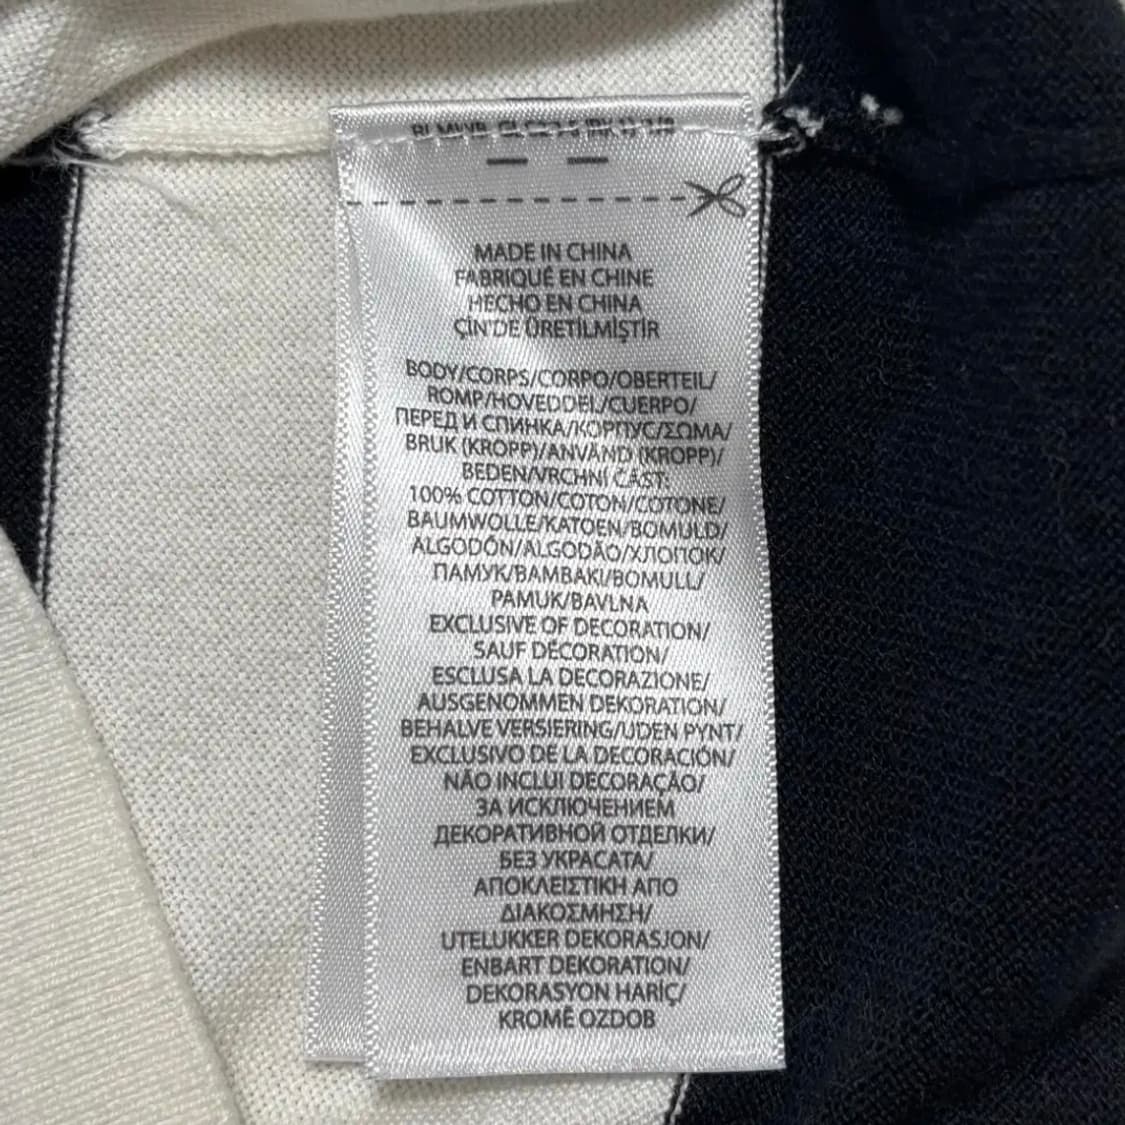 MADE IN CHINA
FABRIQUÉ EN CHINE
HECHO EN CHINA
ÇİN'DE ÜRETİLMİŞTİR
BODY/CORPS/CORPO/OBERTEIL/
ROMP/HOVEDDEL/CUERPO/
ПЕРЕД И СПИНКА/КОРПУС/ΣΩΜΑ/
BRUK (KROPP)/ANVÄND (KROPP)/
BEDEN/VRCHNÍ ČÁST:
100% COTTON/COTON/COTONE/
BAUMWOLLE/KATOEN/BOMULD/
ALGODÓN/ALGODÃO/ХЛОПОК/
ПАМУК/BAMBAKI/BOMULL/
PAMUK/BAVLNA
EXCLUSIVE OF DECORATION/
SAUF DÉCORATION/
ESCLUSA LA DECORAZIONE/
AUSGENOMMEN DEKORATION/
BEHALVE VERSIERING/UDEN PYNT/
EXCLUSIVO DE LA DECORACIÓN/
NÃO INCLUI DECORAÇÃO/
ЗА ИСКЛЮЧЕНИЕМ
ДЕКОРАТИВНОЙ ОТДЕЛКИ/
БЕЗ УКРАСАТА/
ΑΠΟΚΛΕΙΣΤΙΚΗ ΑΠΟ
ΔΙΑΚΟΣΜΗΣΗ/
UTELUKKER DEKORASJON/
ENBART DEKORATION/
DEKORASYON HARİÇ/
KROMĚ OZDOB